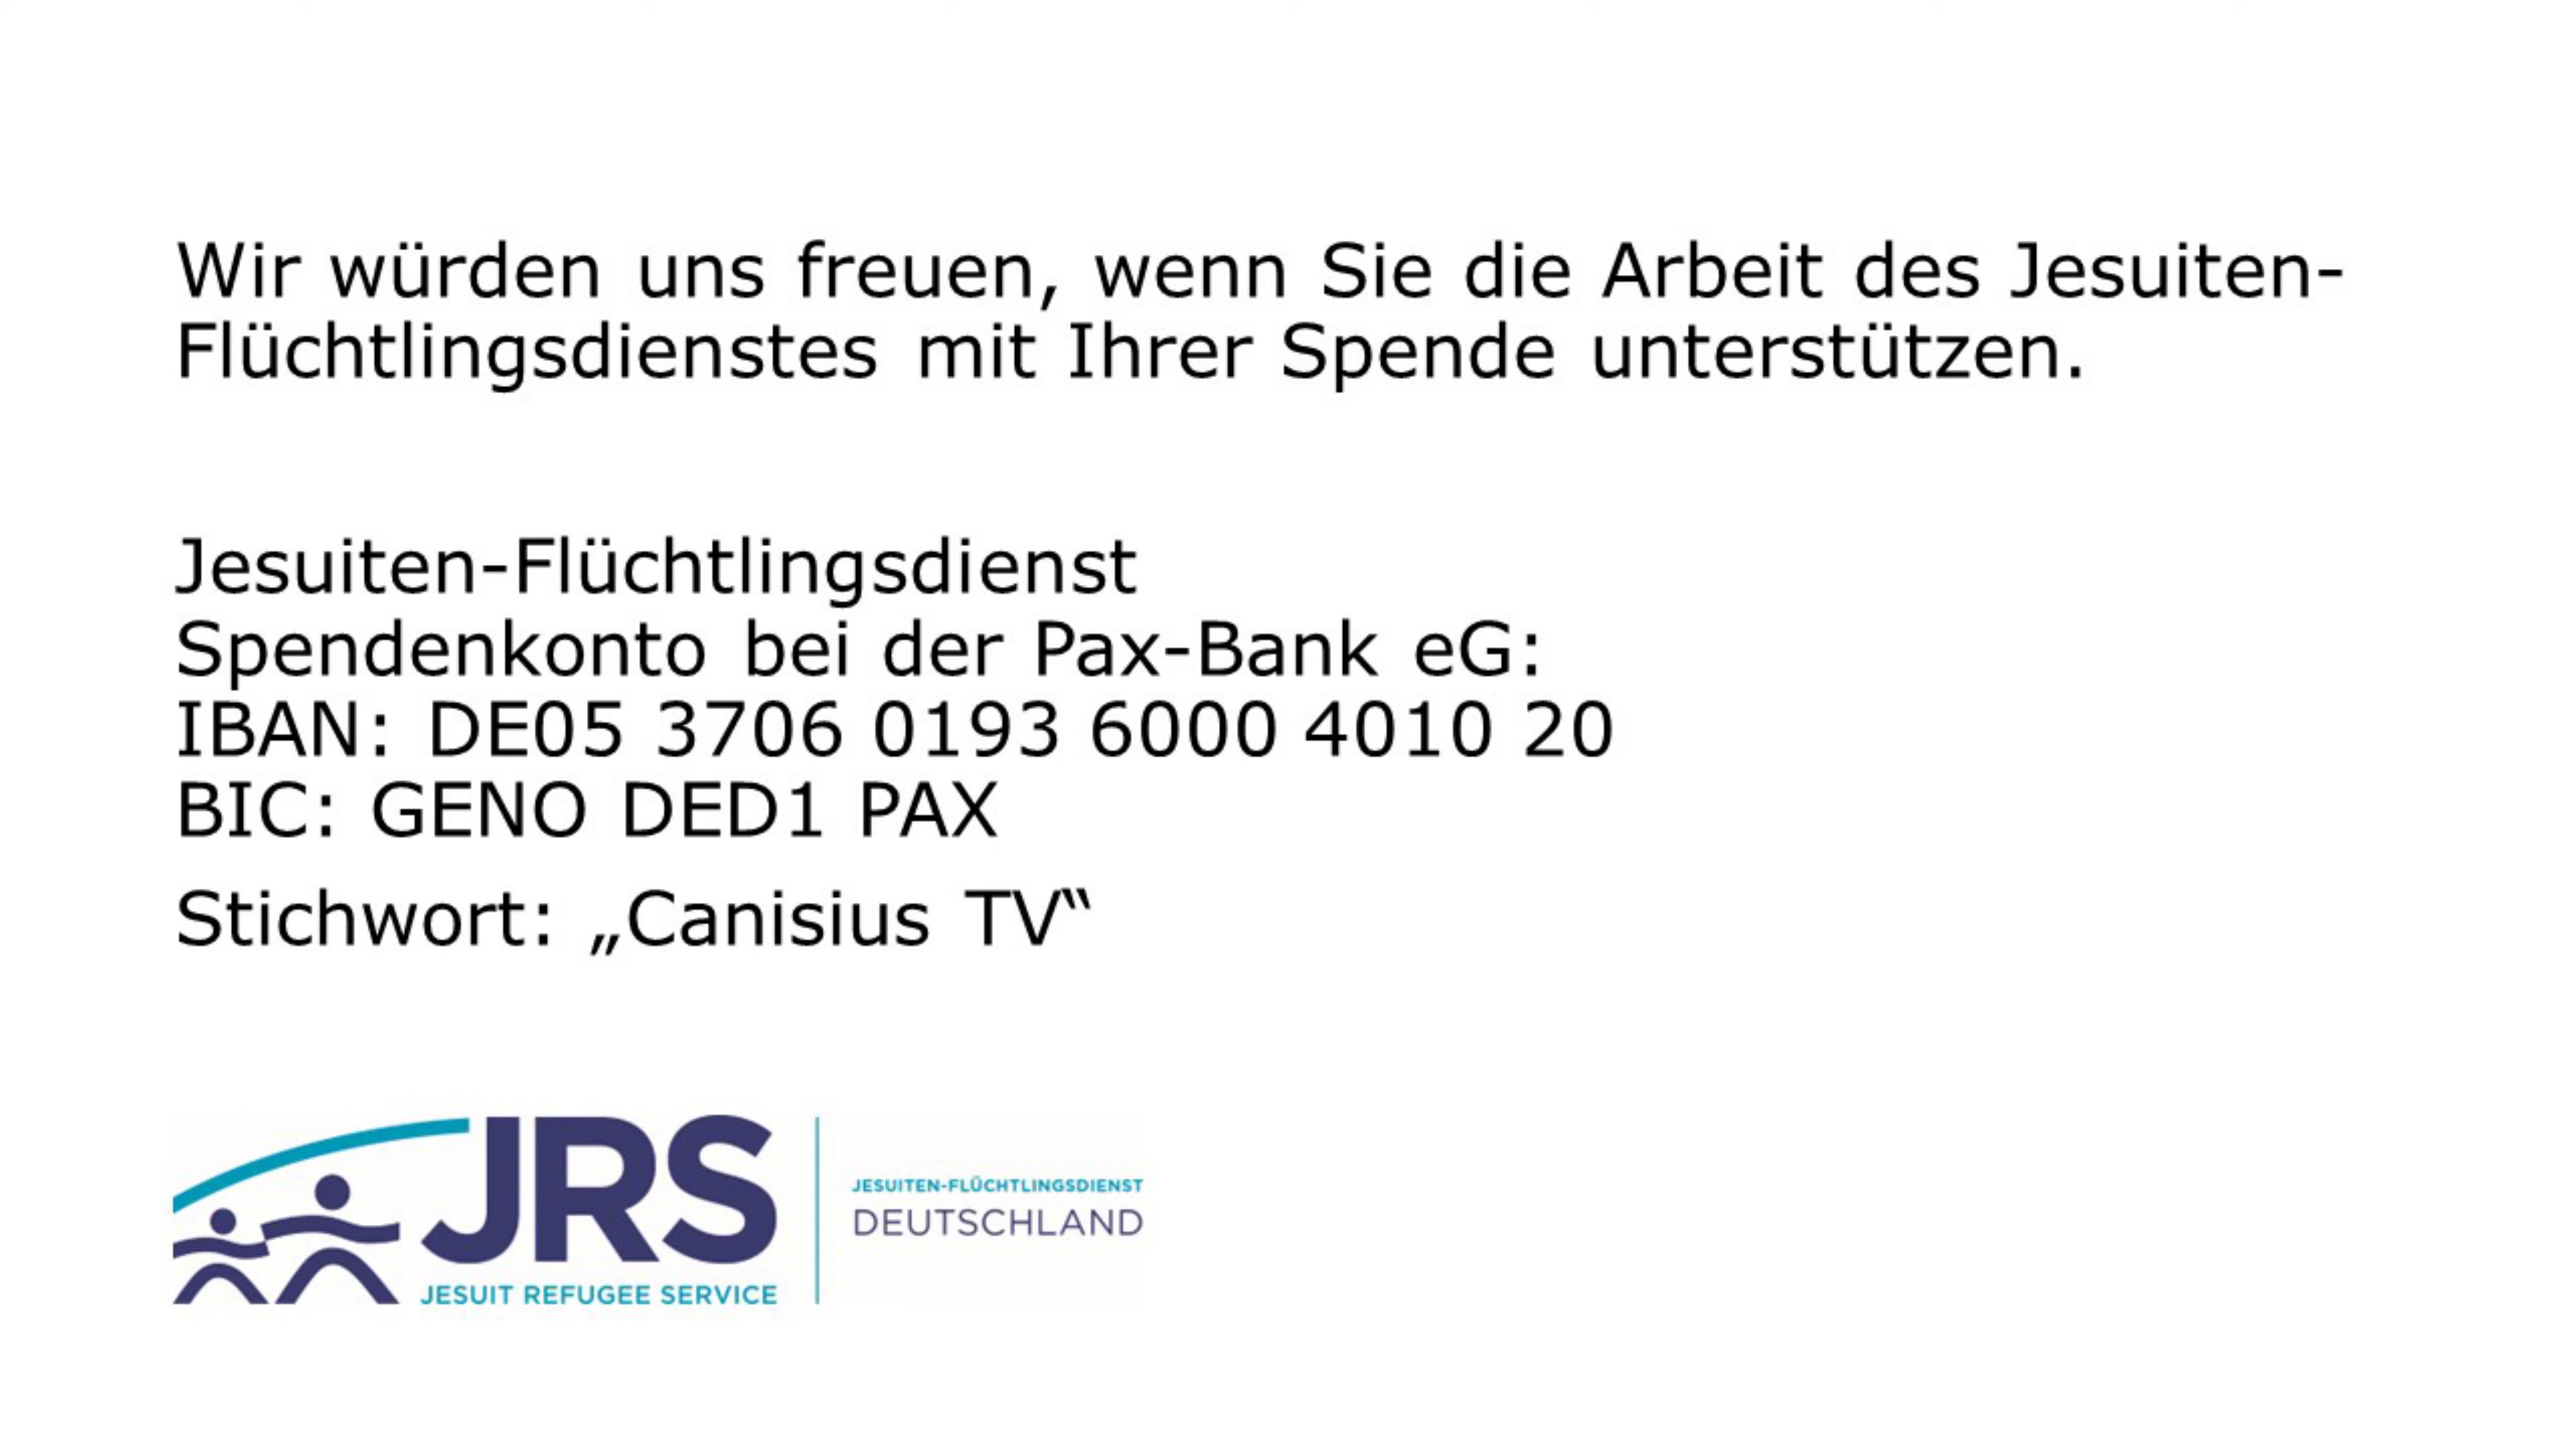 Wir würden uns freuen, wenn Sie die Arbeit des Jesuiten-
Flüchtlingsdienstes mit Ihrer Spende unterstützen.
Jesuiten-Flüchtlingsdienst
Spendenkonto bei der Pax-Bank eG:
IBAN: DE05 3706 0193 6000 4010 20
BIC: GENO DED1 PAX
Stichwort: „Canisius TV“
JRS
JESUIT REFUGEE SERVICE
JESUITEN-FLÜCHTLINGSDIENST
DEUTSCHLAND